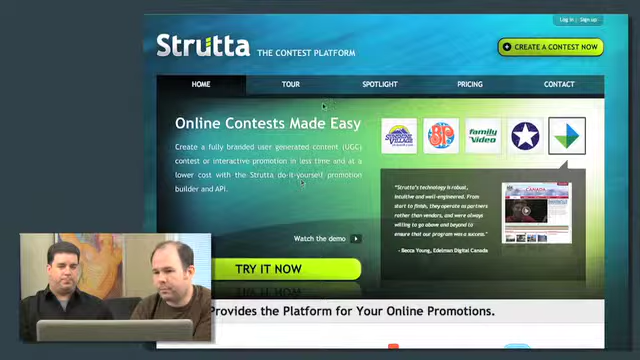 Log in | Sign up
Strutta THE CONTEST PLATFORM
CREATE A CONTEST NOW
HOME TOUR SPOTLIGHT PRICING CONTACT
Online Contests Made Easy
Create a fully branded user generated content (UGC)
contest or interactive promotion in less time and at a
lower cost with the Strutta do-it-yourself promotion
builder and API.
Watch the demo
TRY IT NOW
BP
family
Video
"Strutta's technology is robust,
intuitive and well-engineered. From
start to finish, they operate as partners
rather than vendors, and were always
willing to go above and beyond to
ensure that our program was a success."
- Becca Young, Edelman Digital Canada
CANADA
Provides the Platform for Your Online Promotions.